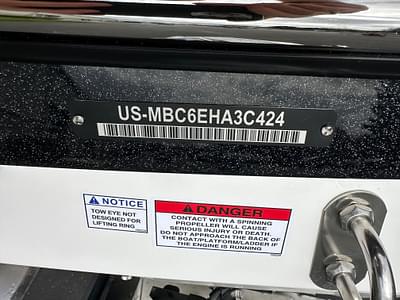 US-MBC6EHA3C424
NOTICE
TOW EYE NOT
DESIGNED FOR
LIFTING RING
DANGER
CONTACT WITH A SPINNING
PROPELLER WILL CAUSE
SERIOUS INJURY OR DEATH.
DO NOT APPROACH THE BACK OF
THE BOAT/PLATFORM/LADDER IF
THE ENGINE IS RUNNING